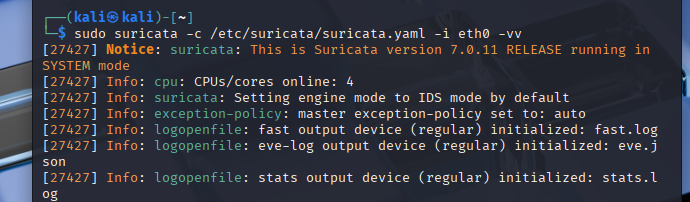 ┌──(kali㉿kali)-[~]
└─$ sudo suricata -c /etc/suricata/suricata.yaml -i eth0 -vv
[27427] Notice: suricata: This is Suricata version 7.0.11 RELEASE running in
SYSTEM mode
[27427] Info: cpu: CPUs/cores online: 4
[27427] Info: suricata: Setting engine mode to IDS mode by default
[27427] Info: exception-policy: master exception-policy set to: auto
[27427] Info: logopenfile: fast output device (regular) initialized: fast.log
[27427] Info: logopenfile: eve-log output device (regular) initialized: eve.j
son
[27427] Info: logopenfile: stats output device (regular) initialized: stats.l
og